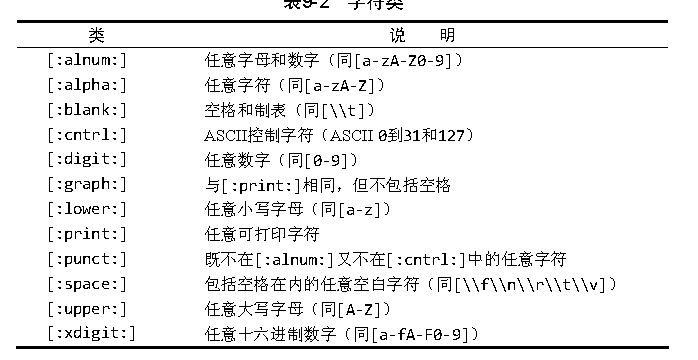 表9-2 字符类
类 说 明
[:alnum:] 任意字母和数字（同[a-zA-Z0-9]）
[:alpha:] 任意字符（同[a-zA-Z]）
[:blank:] 空格和制表（同[\\t]）
[:cntrl:] ASCII控制字符（ASCII 0到31和127）
[:digit:] 任意数字（同[0-9]）
[:graph:] 与[:print:]相同，但不包括空格
[:lower:] 任意小写字母（同[a-z]）
[:print:] 任意可打印字符
[:punct:] 既不在[:alnum:]又不在[:cntrl:]中的任意字符
[:space:] 包括空格在内的任意空白字符（同[\\f\\n\\r\\t\\v]）
[:upper:] 任意大写字母（同[A-Z]）
[:xdigit:] 任意十六进制数字（同[a-fA-F0-9]）